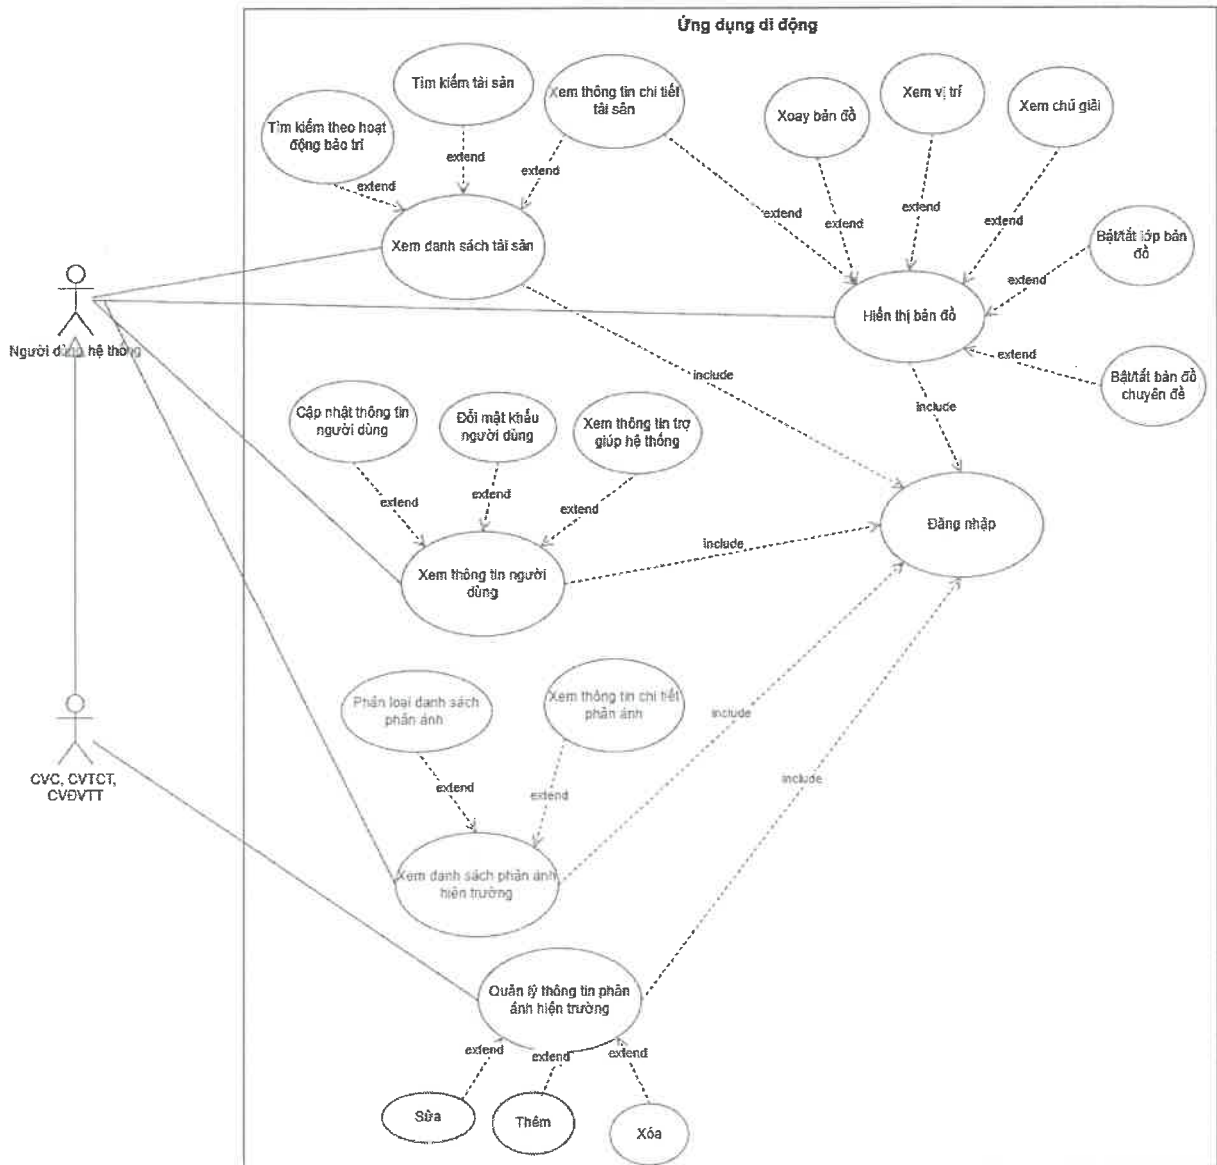 Ứng dụng di động
Tìm kiếm tài sản
Xem thông tin chi tiết
tài sản
Tìm kiếm theo hoạt
động bảo trì
Xoay bản đồ
Xem vị trí
Xem chú giải
extend
extend
extend
extend
extend
extend
extend
Xem danh sách tài sản
Bật/tắt lớp bản
đồ
extend
Hiển thị bản đồ
extend
Bật/tắt bản đồ
chuyên đề
Người dùng hệ thống
include
include
Cập nhật thông tin
người dùng
Đổi mật khẩu
người dùng
Xem thông tin trợ
giúp hệ thống
extend
extend
extend
Đăng nhập
include
Xem thông tin người
dùng
Phân loại danh sách
phản ánh
Xem thông tin chi tiết
phản ánh
include
CVC, CVTCT,
CVĐVTT
extend
extend
include
Xem danh sách phản ánh
hiện trường
Quản lý thông tin phản
ánh hiện trường
extend
extend
extend
Sửa
Thêm
Xóa